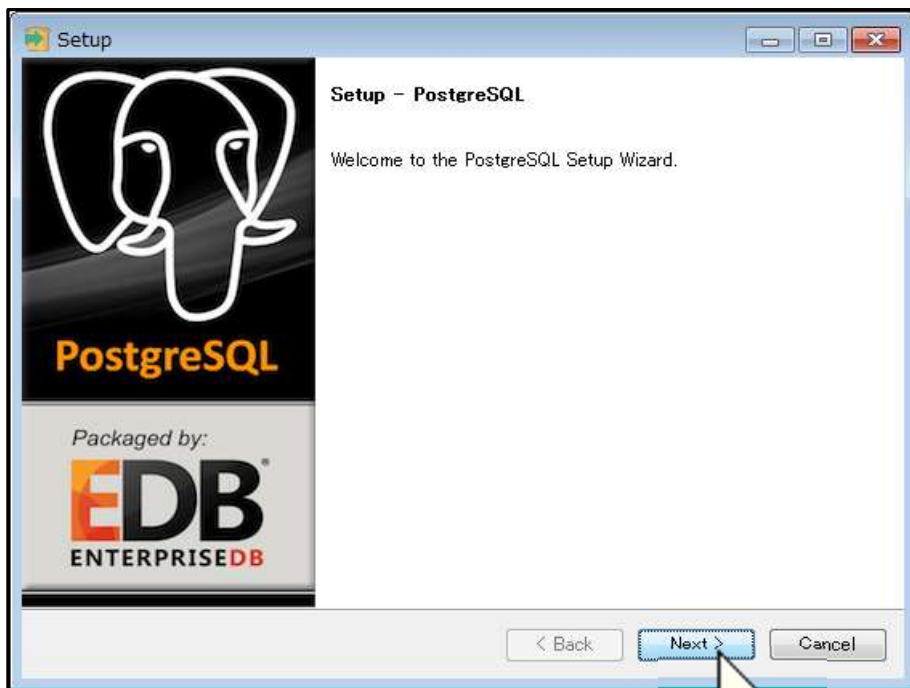 Setup
Setup - PostgreSQL
Welcome to the PostgreSQL Setup Wizard.
PostgreSQL
Packaged by:
EDB®
ENTERPRISEDB
< Back
Next >
Cancel